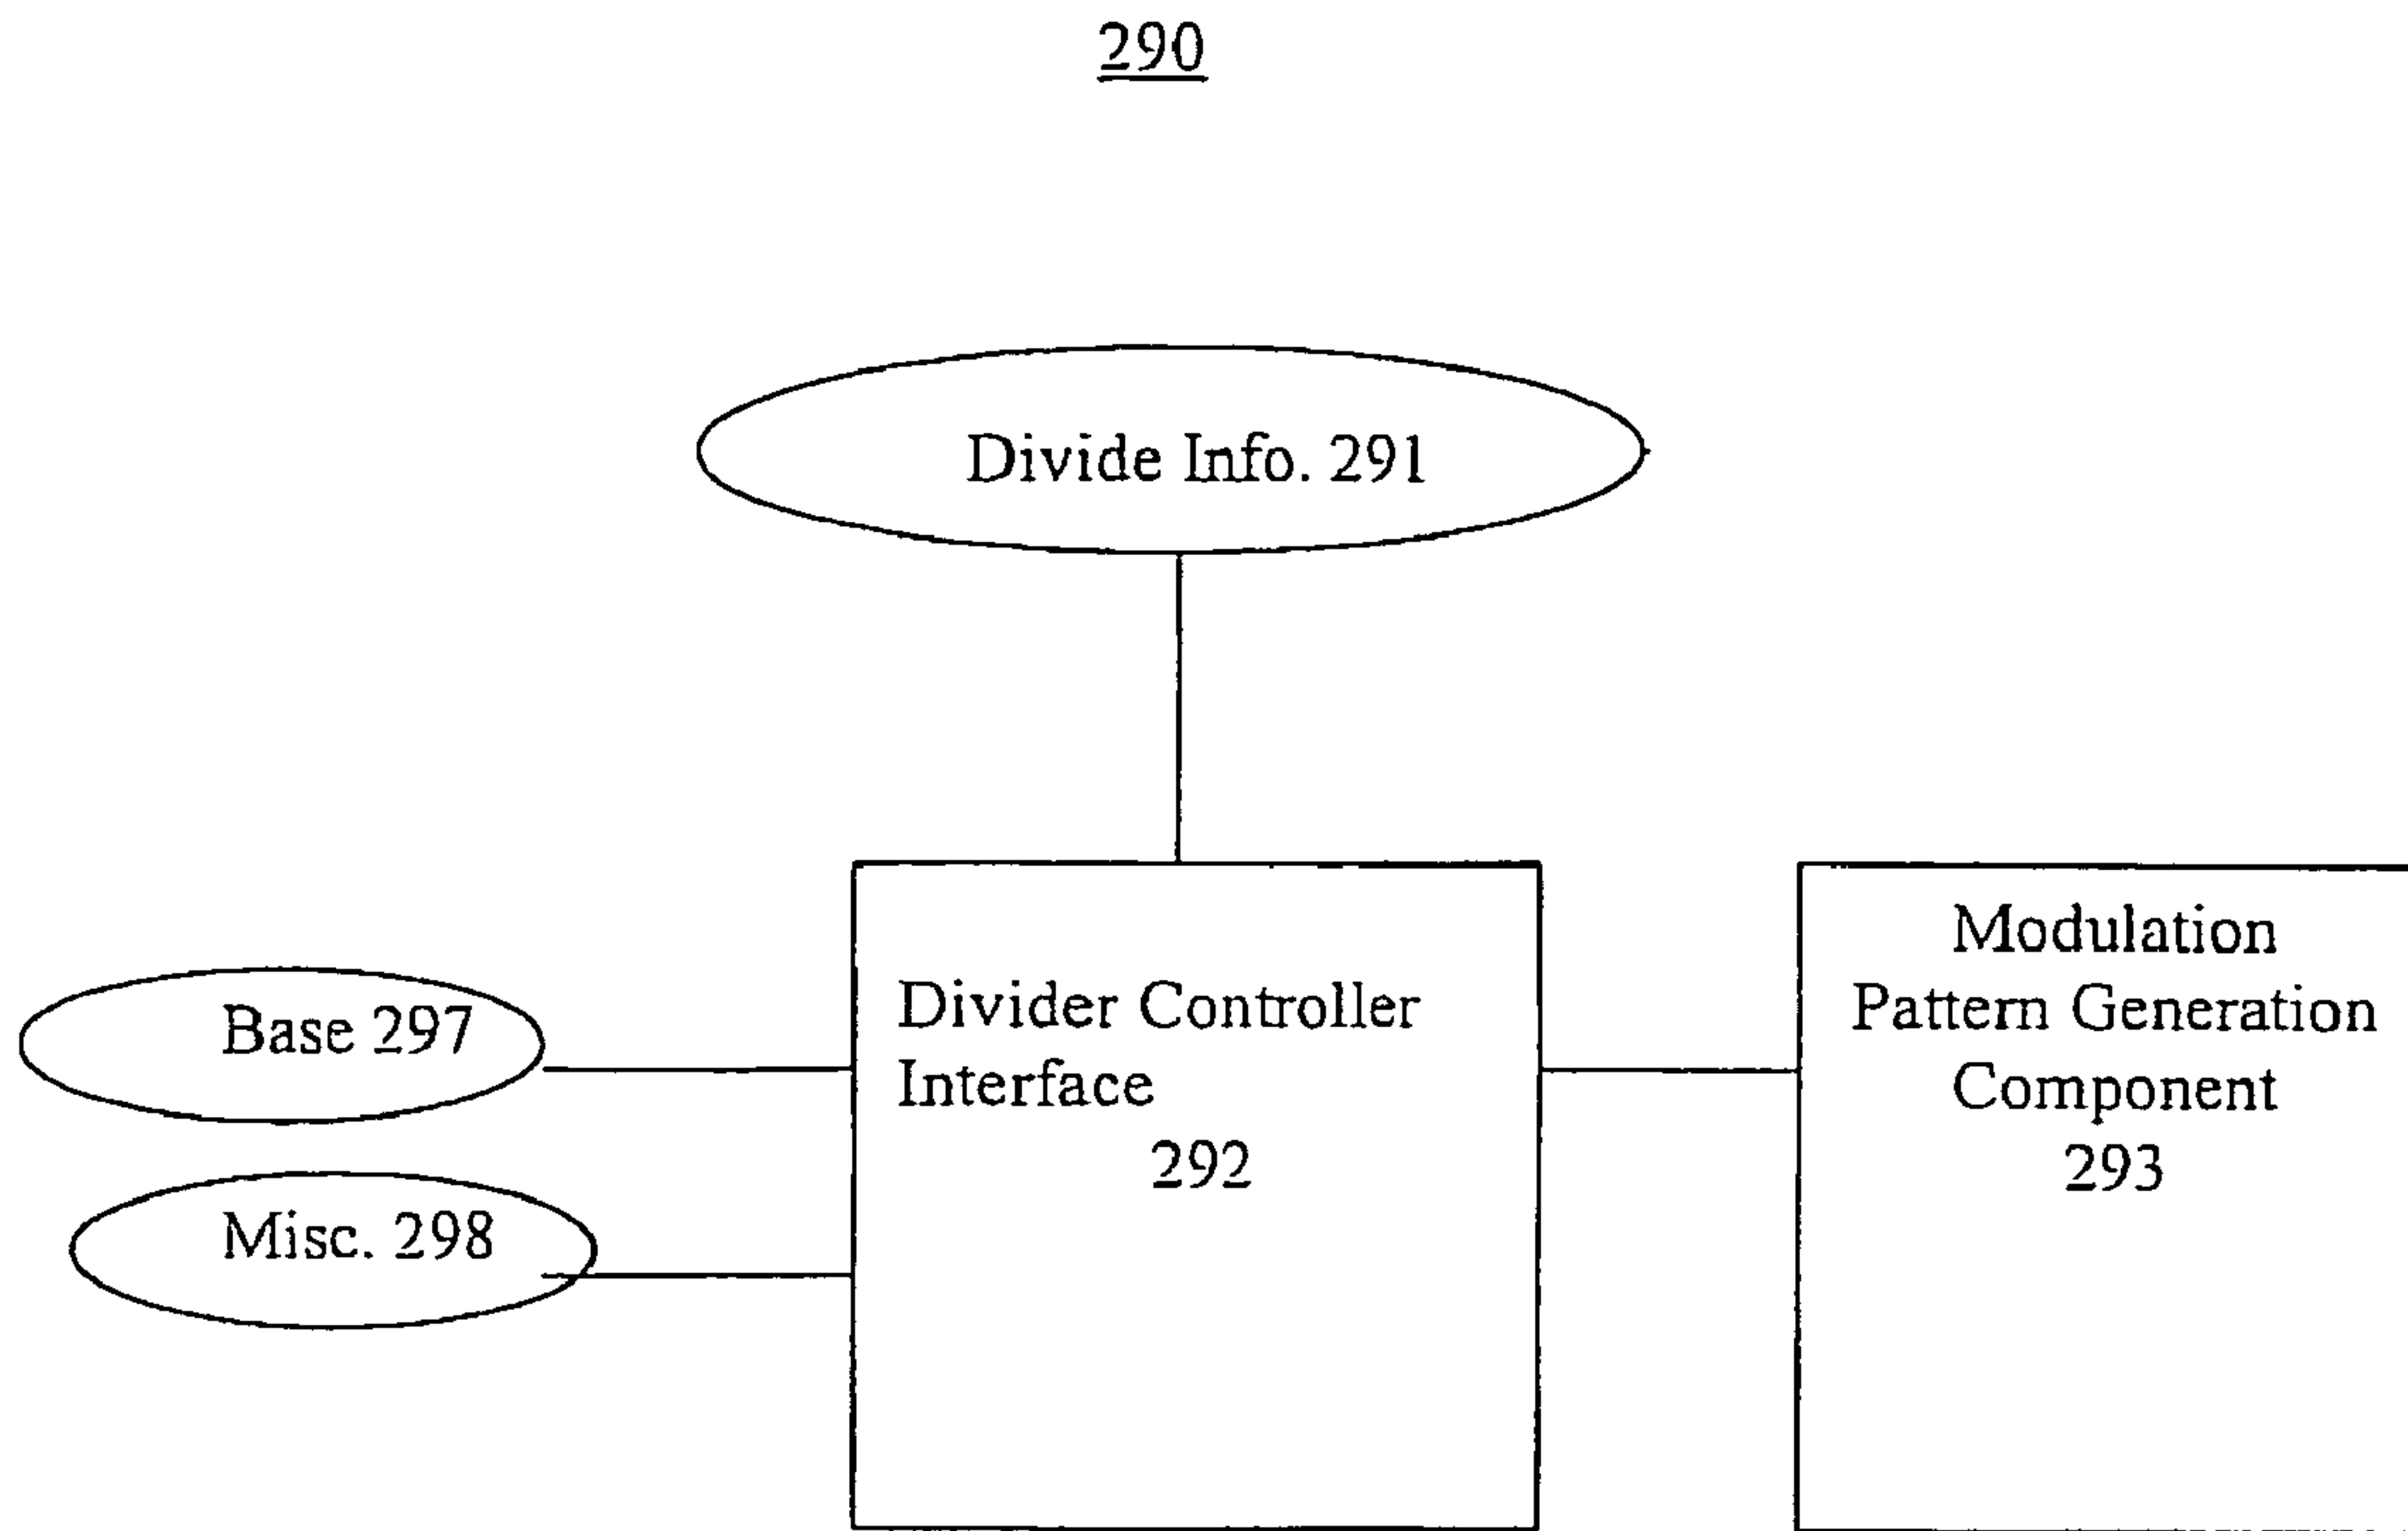 290
Divide Info. 291
Divider Controller
Interface
292
Modulation
Pattern Generation
Component
293
Base 297
Misc. 298